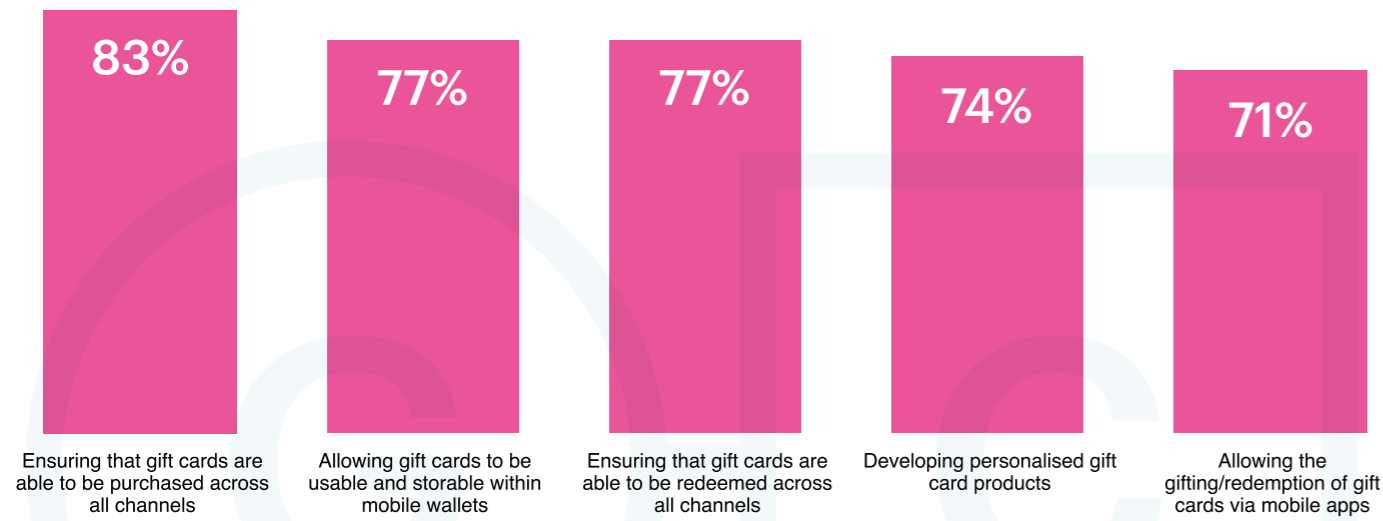 83%
77%
77%
74%
71%
Ensuring that gift cards are
able to be purchased across
all channels
Allowing gift cards to be
usable and storable within
mobile wallets
Ensuring that gift cards are
able to be redeemed across
all channels
Developing personalised gift
card products
Allowing the
gifting/redemption of gift
cards via mobile apps